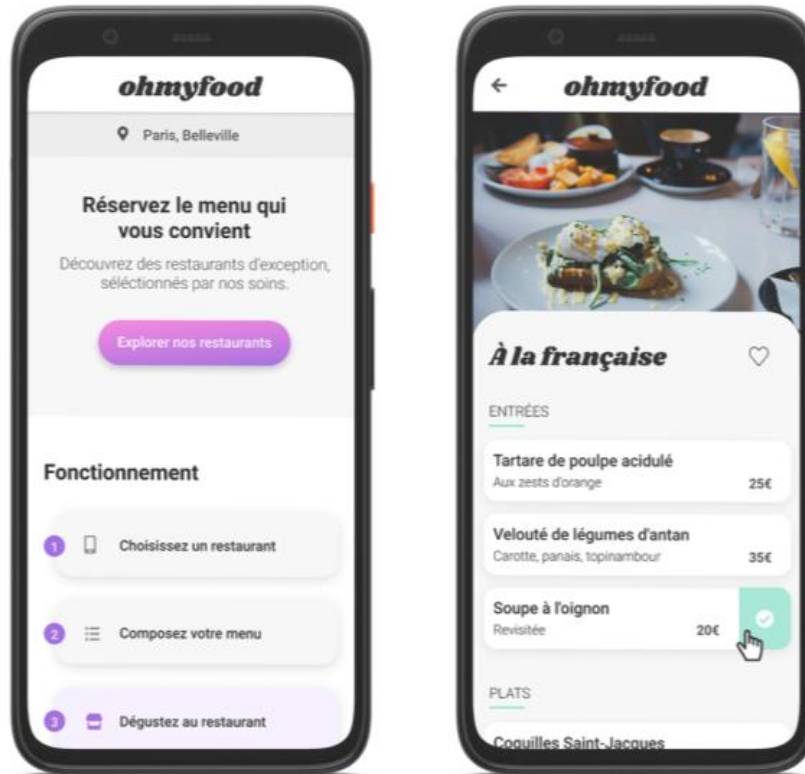 ohmyfood
Paris, Belleville
Réservez le menu qui
vous convient
Découvrez des restaurants d'exception,
séléctionnés par nos soins.
Explorer nos restaurants
Fonctionnement
1 Choisissez un restaurant
2 Composez votre menu
3 Dégustez au restaurant
ohmyfood
À la française
ENTRÉES
Tartare de poulpe acidulé
Aux zests d'orange 25€
Velouté de légumes d'antan
Carotte, panais, topinambour 35€
Soupe à l'oignon
Revisitée 20€
PLATS
Coquilles Saint-Jacques